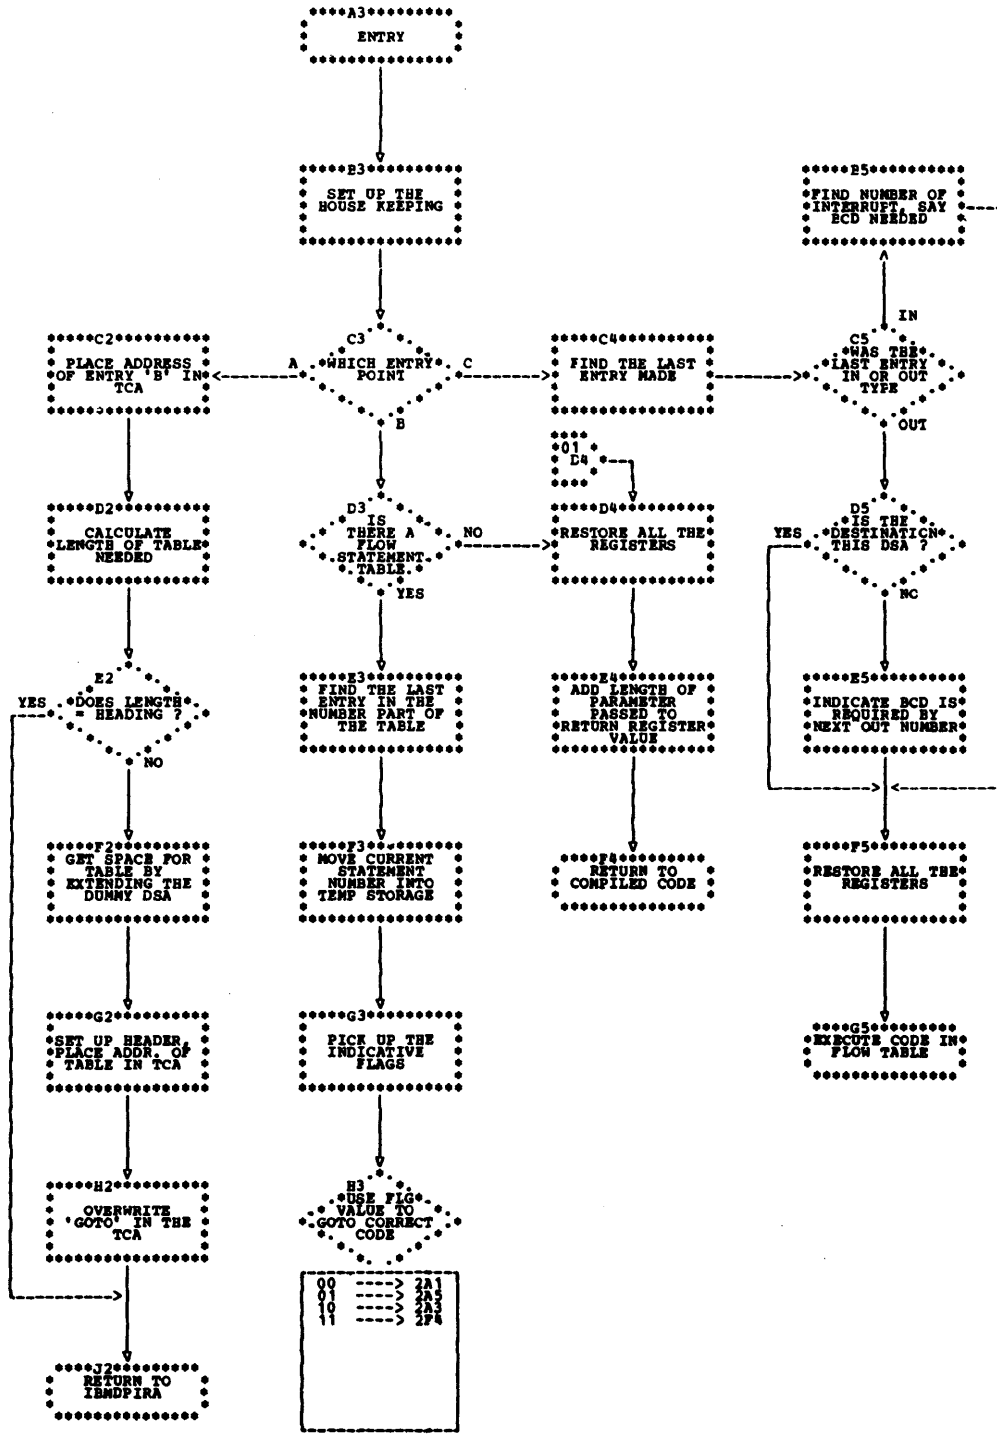 A3
ENTRY
B3
SET UP THE
HOUSE KEEPING
B5
FIND NUMBER OF
INTERRUPT, SAY
BCD NEEDED
IN
C2
PLACE ADDRESS
OF ENTRY 'B' IN
TCA
A
C3
WHICH ENTRY
POINT
C
B
C4
FIND THE LAST
ENTRY MADE
C5
WAS THE
LAST ENTRY
IN OR OUT
TYPE
OUT
01
D4
D2
CALCULATE
LENGTH OF TABLE
NEEDED
D3
IS
THERE A
FLOW
STATEMENT
TABLE.
NO
YES
D4
RESTORE ALL THE
REGISTERS
YES
D5
IS THE
DESTINATION
THIS DSA ?
NO
YES
E2
DOES LENGTH
= HEADING ?
NO
E3
FIND THE LAST
ENTRY IN THE
NUMBER PART OF
THE TABLE
E4
ADD LENGTH OF
PARAMETER
PASSED TO
RETURN REGISTER
VALUE
E5
INDICATE BCD IS
REQUIRED BY
NEXT OUT NUMBER
F2
GET SPACE FOR
TABLE BY
EXTENDING THE
DUMMY DSA
F3
MOVE CURRENT
STATEMENT
NUMBER INTO
TEMP STORAGE
F4
RETURN TO
COMPILED CODE
F5
RESTORE ALL THE
REGISTERS
G2
SET UP HEADER,
PLACE ADDR. OF
TABLE IN TCA
G3
PICK UP THE
INDICATIVE
FLAGS
G5
EXECUTE CODE IN
FLOW TABLE
H2
OVERWRITE
'GOTO' IN THE
TCA
H3
USE FLG
VALUE TO
GOTO CORRECT
CODE
00 ----> 2A1
01 ----> 2A5
10 ----> 2A3
11 ----> 2F4
J2
RETURN TO
IBMDPIRA